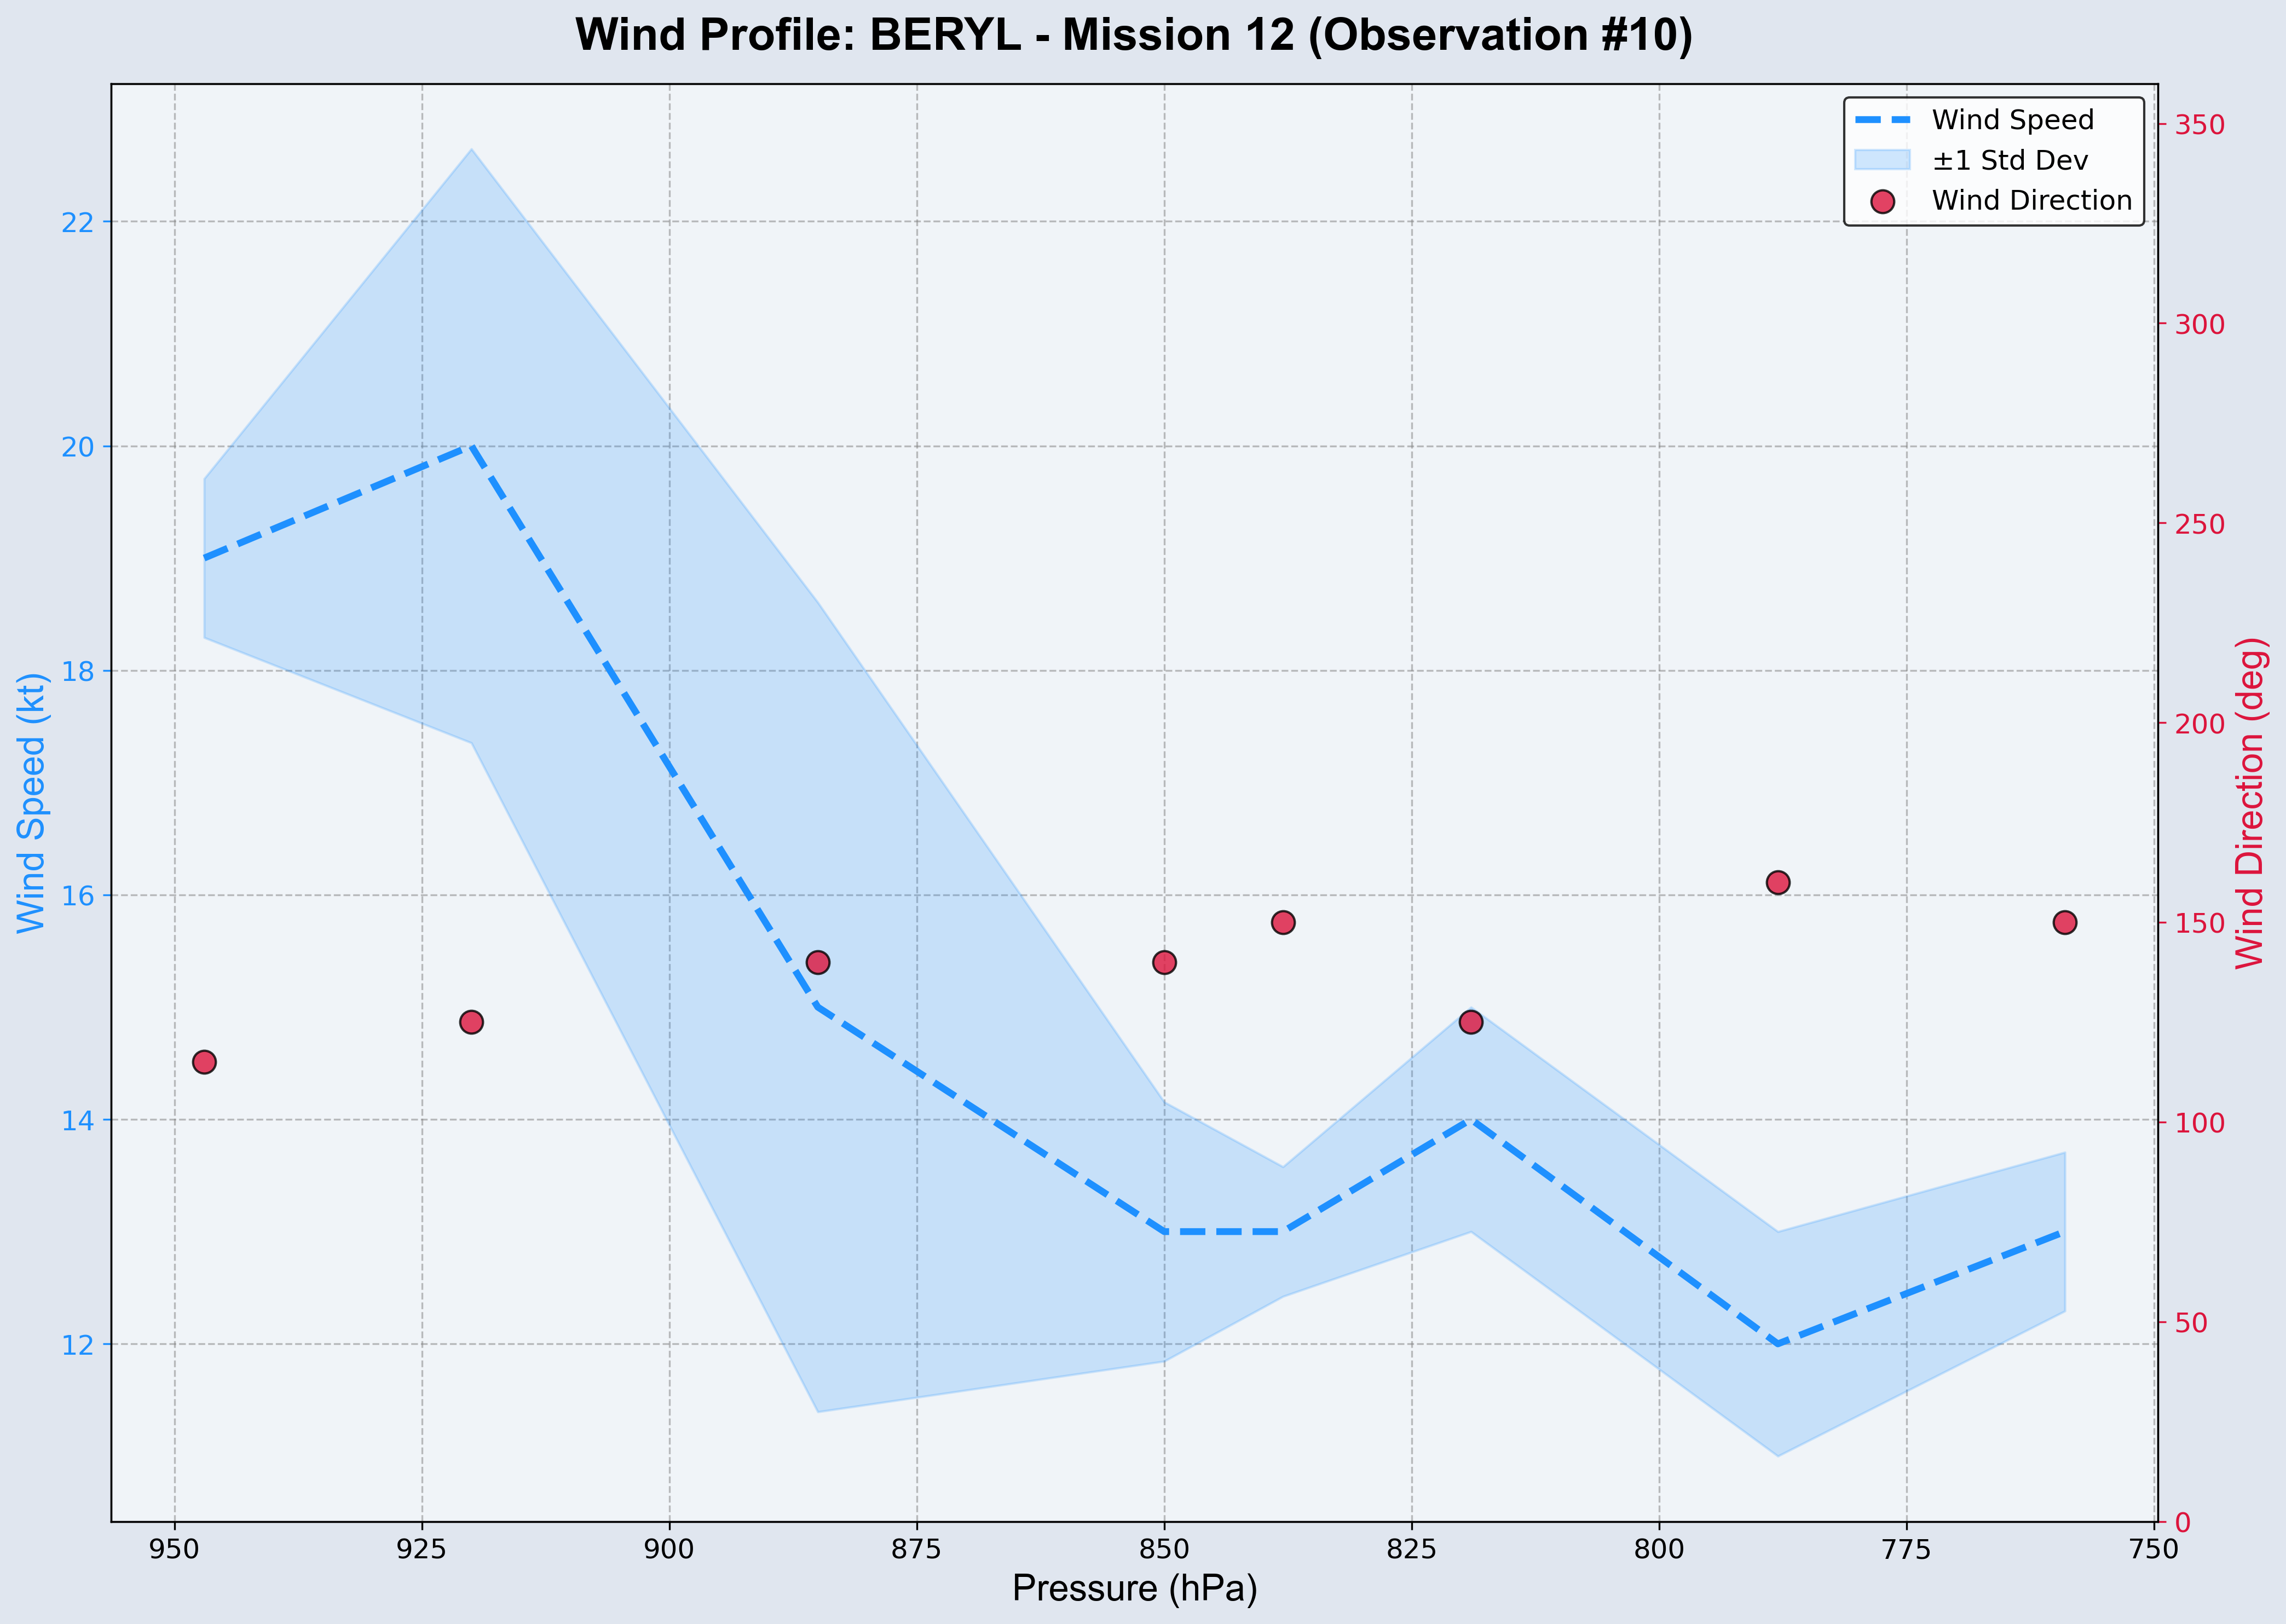 Wind Profile: BERYL - Mission 12 (Observation #10)
Wind Speed
±1 Std Dev
Wind Direction
Wind Speed (kt)
22
20
18
16
14
12
350
300
250
200
150
100
50
0
Wind Direction (deg)
950 925 900 875 850 825 800 775 750
Pressure (hPa)